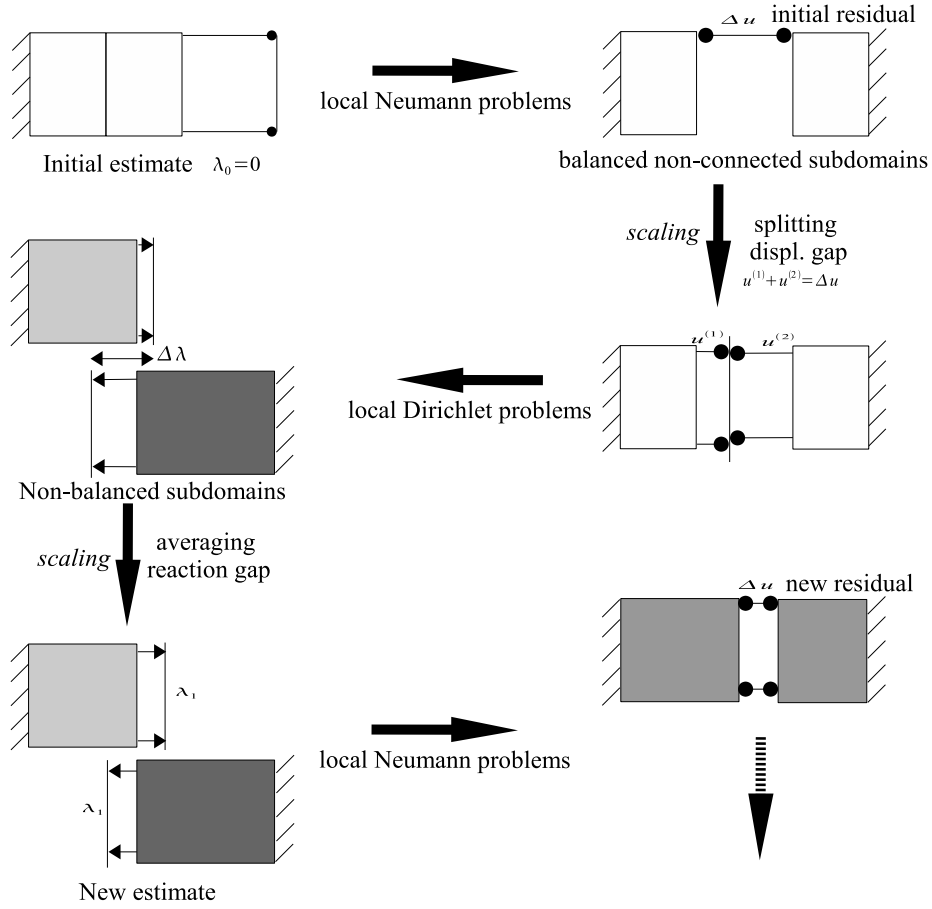 Δu initial residual
local Neumann problems
Initial estimate λ₀=0
balanced non-connected subdomains
scaling
splitting
displ. gap
u⁽¹⁾+u⁽²⁾=Δu
Δλ
u⁽¹⁾
u⁽²⁾
local Dirichlet problems
Non-balanced subdomains
scaling
averaging
reaction gap
Δu new residual
λ₁
local Neumann problems
λ₁
New estimate